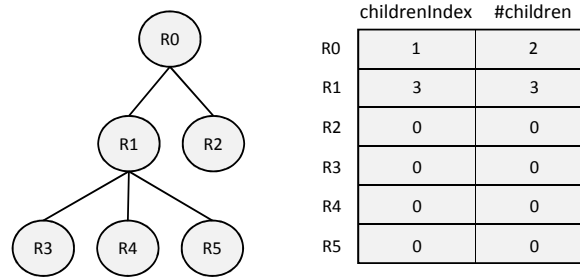 R0
R1 R2
R3 R4 R5
childrenIndex #children
R0 1 2
R1 3 3
R2 0 0
R3 0 0
R4 0 0
R5 0 0